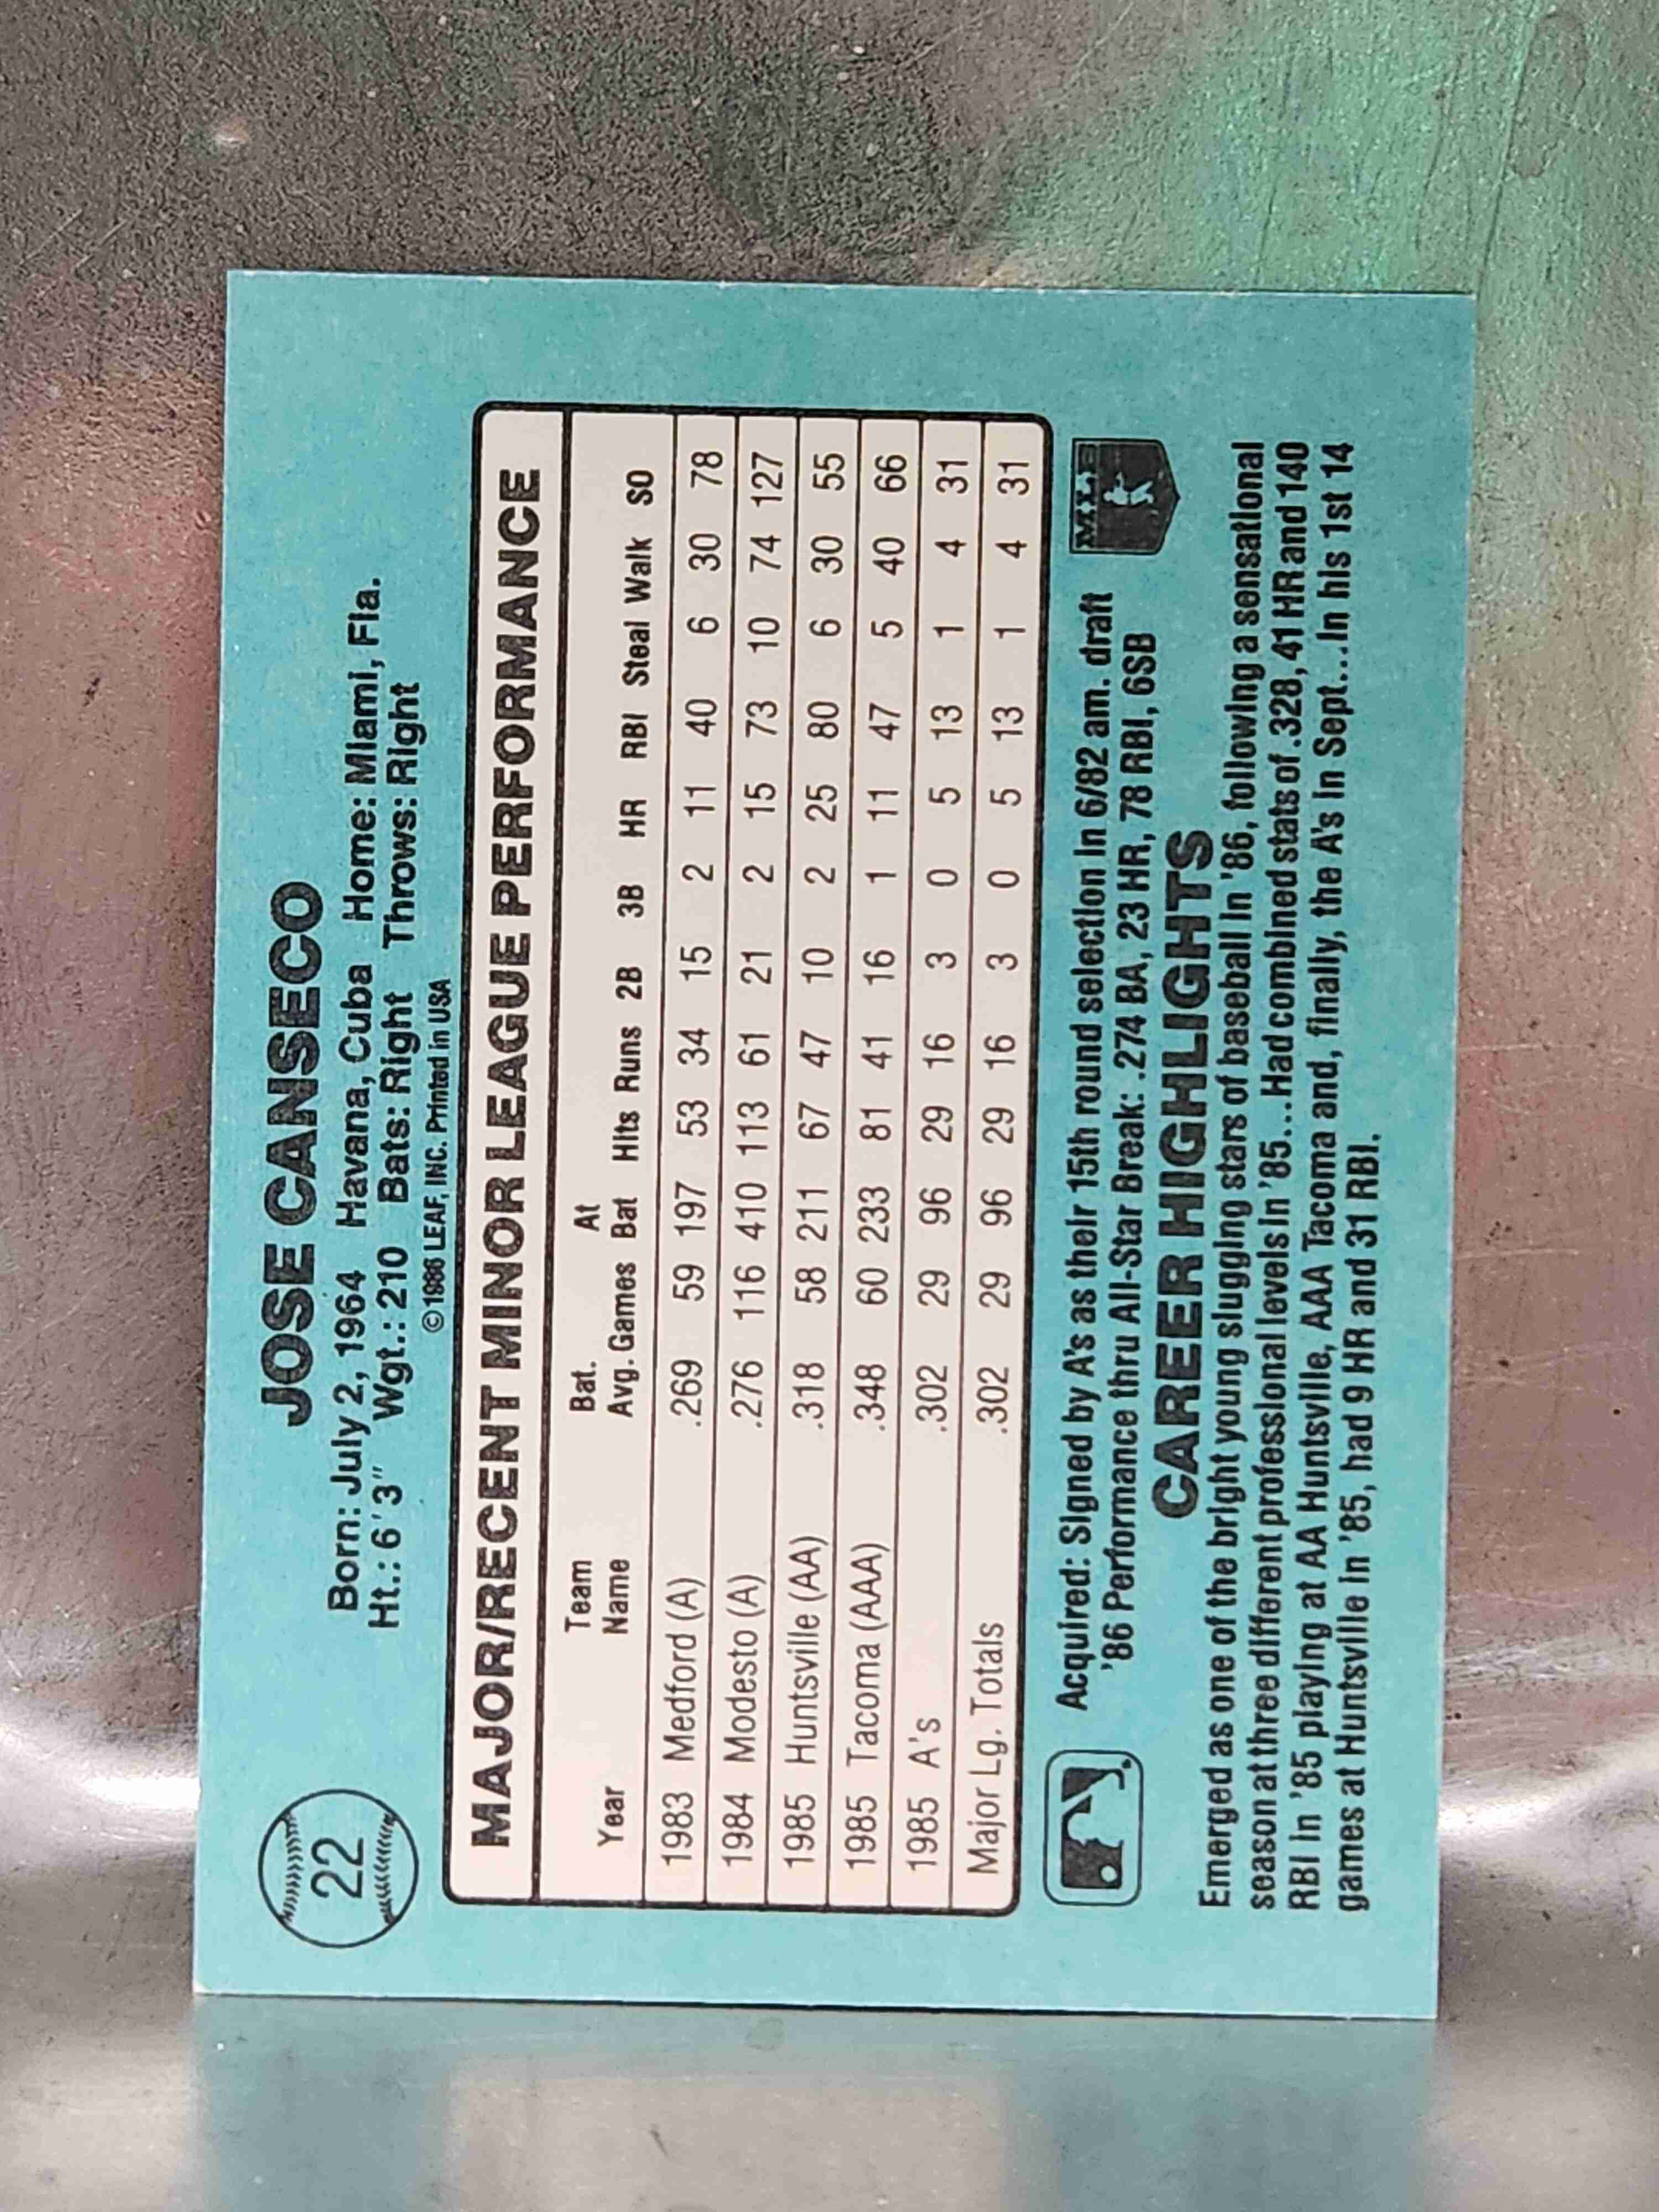 22
JOSE CANSECO
Born: July 2, 1964 Havana, Cuba Home: Miami, Fla.
Ht.: 6'3" Wgt.: 210 Bats: Right Throws: Right
©1986 LEAF, INC. Printed in USA
MAJOR/RECENT MINOR LEAGUE PERFORMANCE
Team Bat. At
Year Name Avg. Games Bat Hits Runs 2B 3B HR RBI Steal Walk SO
1983 Medford (A) .269 59 197 53 34 15 2 11 40 6 30 78
1984 Modesto (A) .276 116 410 113 61 21 2 15 73 10 74 127
1985 Huntsville (AA) .318 58 211 67 47 10 2 25 80 6 30 55
1985 Tacoma (AAA) .348 60 233 81 41 16 1 11 47 5 40 66
1985 A's .302 29 96 29 16 3 0 5 13 1 4 31
Major Lg. Totals .302 29 96 29 16 3 0 5 13 1 4 31
Acquired: Signed by A's as their 15th round selection in 6/82 am. draft
'86 Performance thru All-Star Break: .274 BA, 23 HR, 78 RBI, 6SB
CAREER HIGHLIGHTS
Emerged as one of the bright young slugging stars of baseball in '86, following a sensational
season at three different professional levels in '85...Had combined stats of .328, 41 HR and 140
RBI in '85 playing at AA Huntsville, AAA Tacoma and, finally, the A's in Sept....In his 1st 14
games at Huntsville in '85, had 9 HR and 31 RBI.